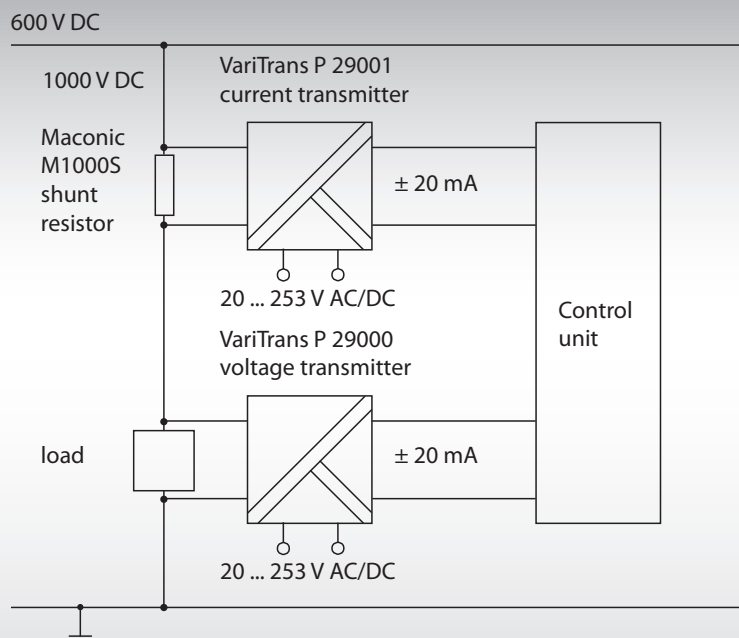 600 V DC
1000 V DC
VariTrans P 29001
current transmitter
Maconic
M1000S
shunt
resistor
± 20 mA
20 ... 253 V AC/DC
Control
unit
VariTrans P 29000
voltage transmitter
load
± 20 mA
20 ... 253 V AC/DC